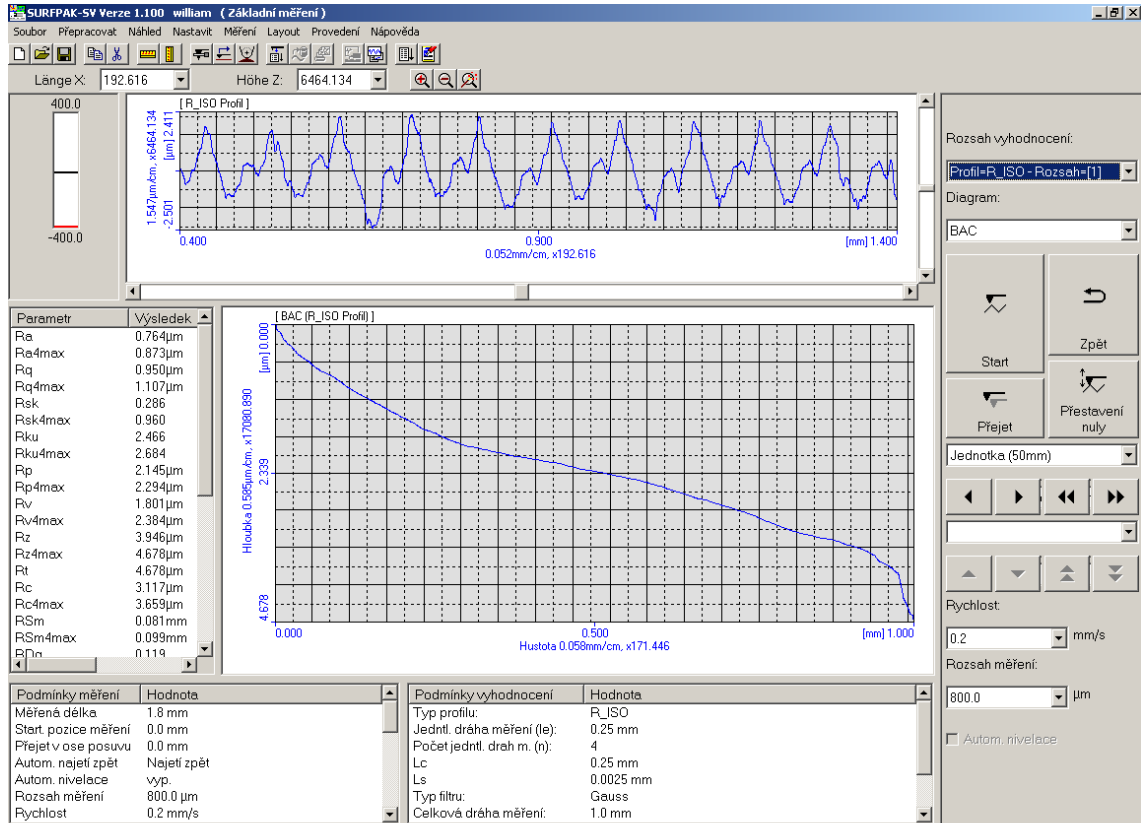 SURFPAK-SV Verze 1.100 william ( Základní měření )
Soubor Přepracovat Náhled Nastavit Měření Layout Provedení Nápověda
Länge X: 192.616 Höhe Z: 6464.134
400.0
-400.0
[ R_ISO Profil ]
1.547µm/cm, x6464.134
-2.501 [µm] 2.411
0.400 0.900 [mm] 1.400
0.052mm/cm, x192.616
Parametr Výsledek
Ra 0.764µm
Ra4max 0.873µm
Rq 0.950µm
Rq4max 1.107µm
Rsk 0.286
Rsk4max 0.960
Rku 2.466
Rku4max 2.684
Rp 2.145µm
Rp4max 2.294µm
Rv 1.801µm
Rv4max 2.384µm
Rz 3.946µm
Rz4max 4.678µm
Rt 4.678µm
Rc 3.117µm
Rc4max 3.659µm
RSm 0.081mm
RSm4max 0.099mm
RDq 0.119
[ BAC (R_ISO Profil) ]
Hloubka 0.585µm/cm, x17080.890
4.678 2.339 [µm] 0.000
0.000 0.500 [mm] 1.000
Hustota 0.058mm/cm, x171.446
Podmínky měření Hodnota
Měřená délka 1.8 mm
Start. pozice měření 0.0 mm
Přejet v ose posuvu 0.0 mm
Autom. najetí zpět Najetí zpět
Autom. nivelace vyp.
Rozsah měření 800.0 µm
Rychlost 0.2 mm/s
Podmínky vyhodnocení Hodnota
Typ profilu: R_ISO
Jedntl. dráha měření (le): 0.25 mm
Počet jedntl. drah m. (n): 4
Lc 0.25 mm
Ls 0.0025 mm
Typ filtru: Gauss
Celková dráha měření: 1.0 mm
Rozsah vyhodnocení:
Profil=R_ISO - Rozsah=[1]
Diagram:
BAC
Start
Zpět
Přejet
Přestavení
nuly
Jednotka (50mm)
Rychlost:
0.2 mm/s
Rozsah měření:
800.0 µm
Autom. nivelace